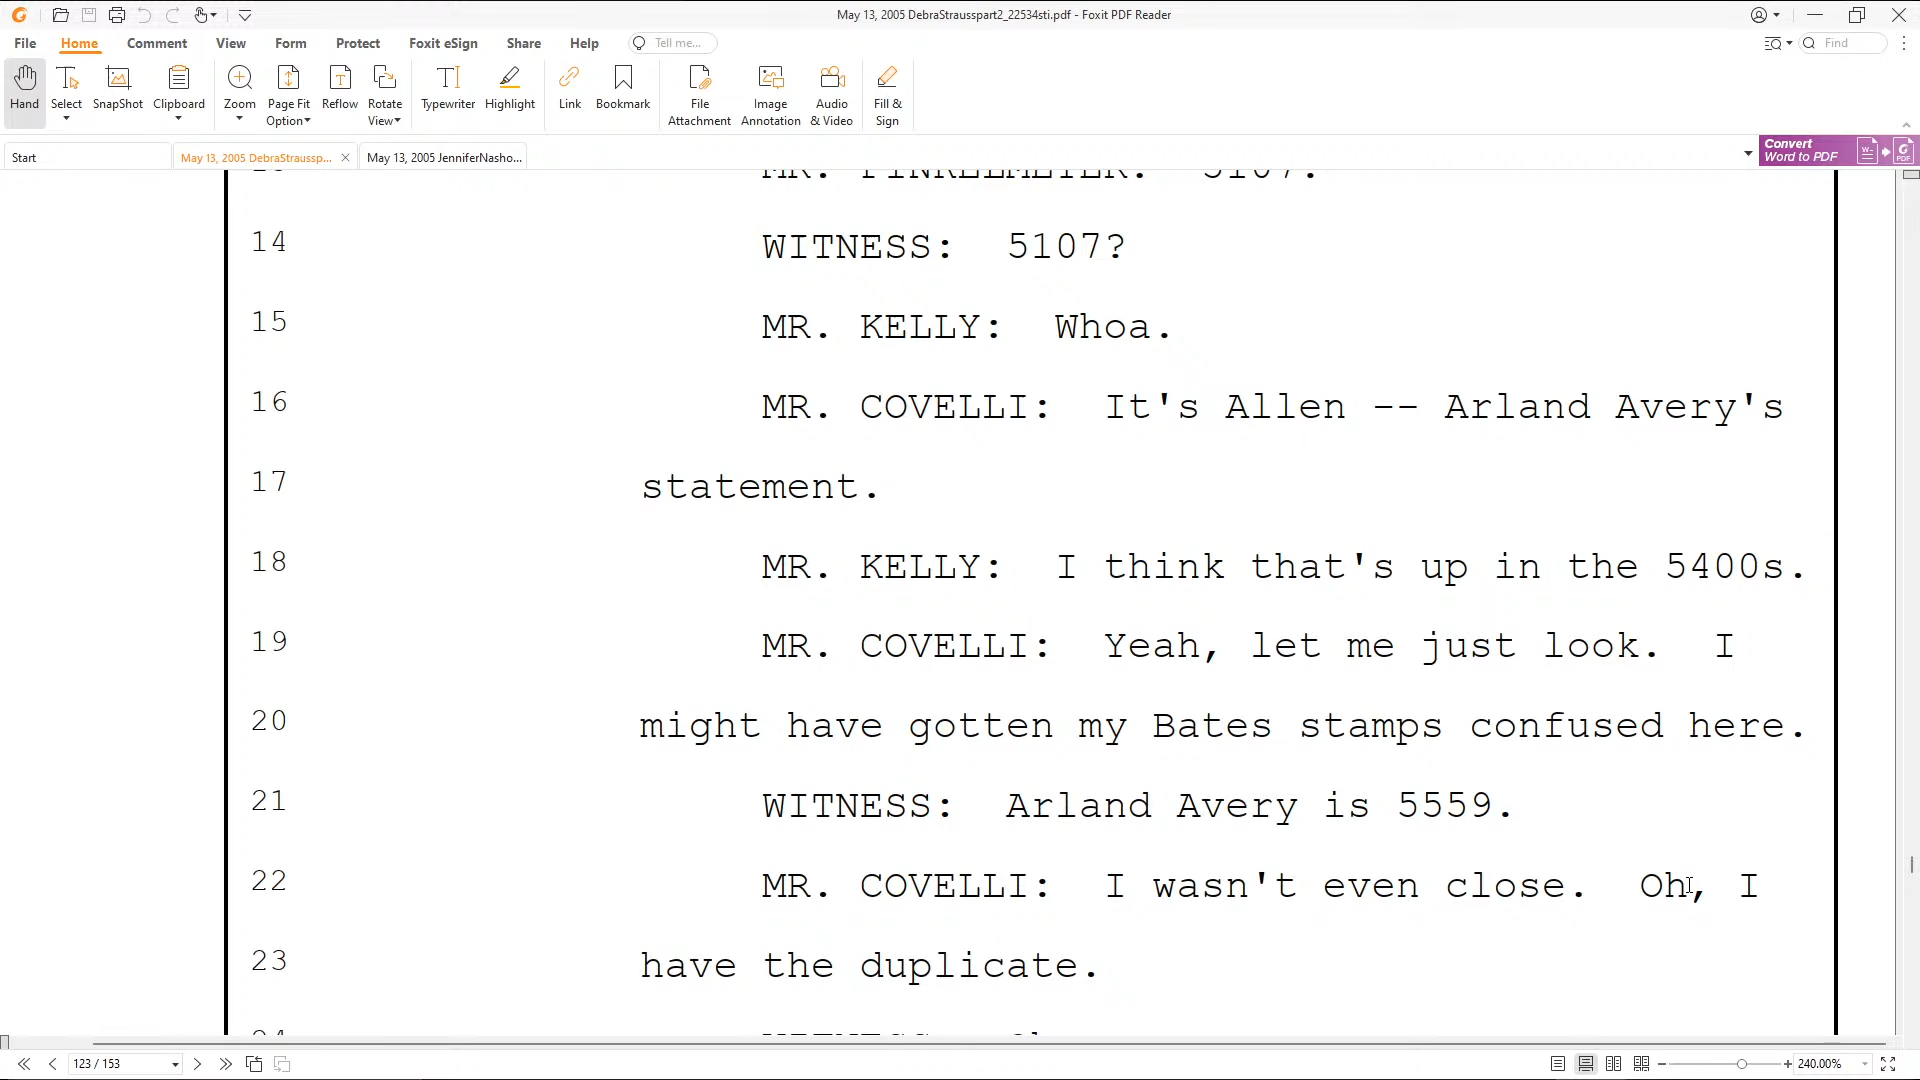 May 13, 2005 DebraStrausspart2_22534sti.pdf - Foxit PDF Reader
File Home Comment View Form Protect Foxit eSign Share Help Tell me... Find
Hand Select SnapShot Clipboard Zoom Page Fit Option Reflow Rotate View Typewriter Highlight Link Bookmark File Attachment Image Annotation Audio & Video Fill & Sign
Start May 13, 2005 DebraStraussp... May 13, 2005 JenniferNasho... Convert Word to PDF
14 WITNESS: 5107?
15 MR. KELLY: Whoa.
16 MR. COVELLI: It's Allen -- Arland Avery's
17 statement.
18 MR. KELLY: I think that's up in the 5400s.
19 MR. COVELLI: Yeah, let me just look. I
20 might have gotten my Bates stamps confused here.
21 WITNESS: Arland Avery is 5559.
22 MR. COVELLI: I wasn't even close. Oh, I
23 have the duplicate.
123 / 153 240.00%